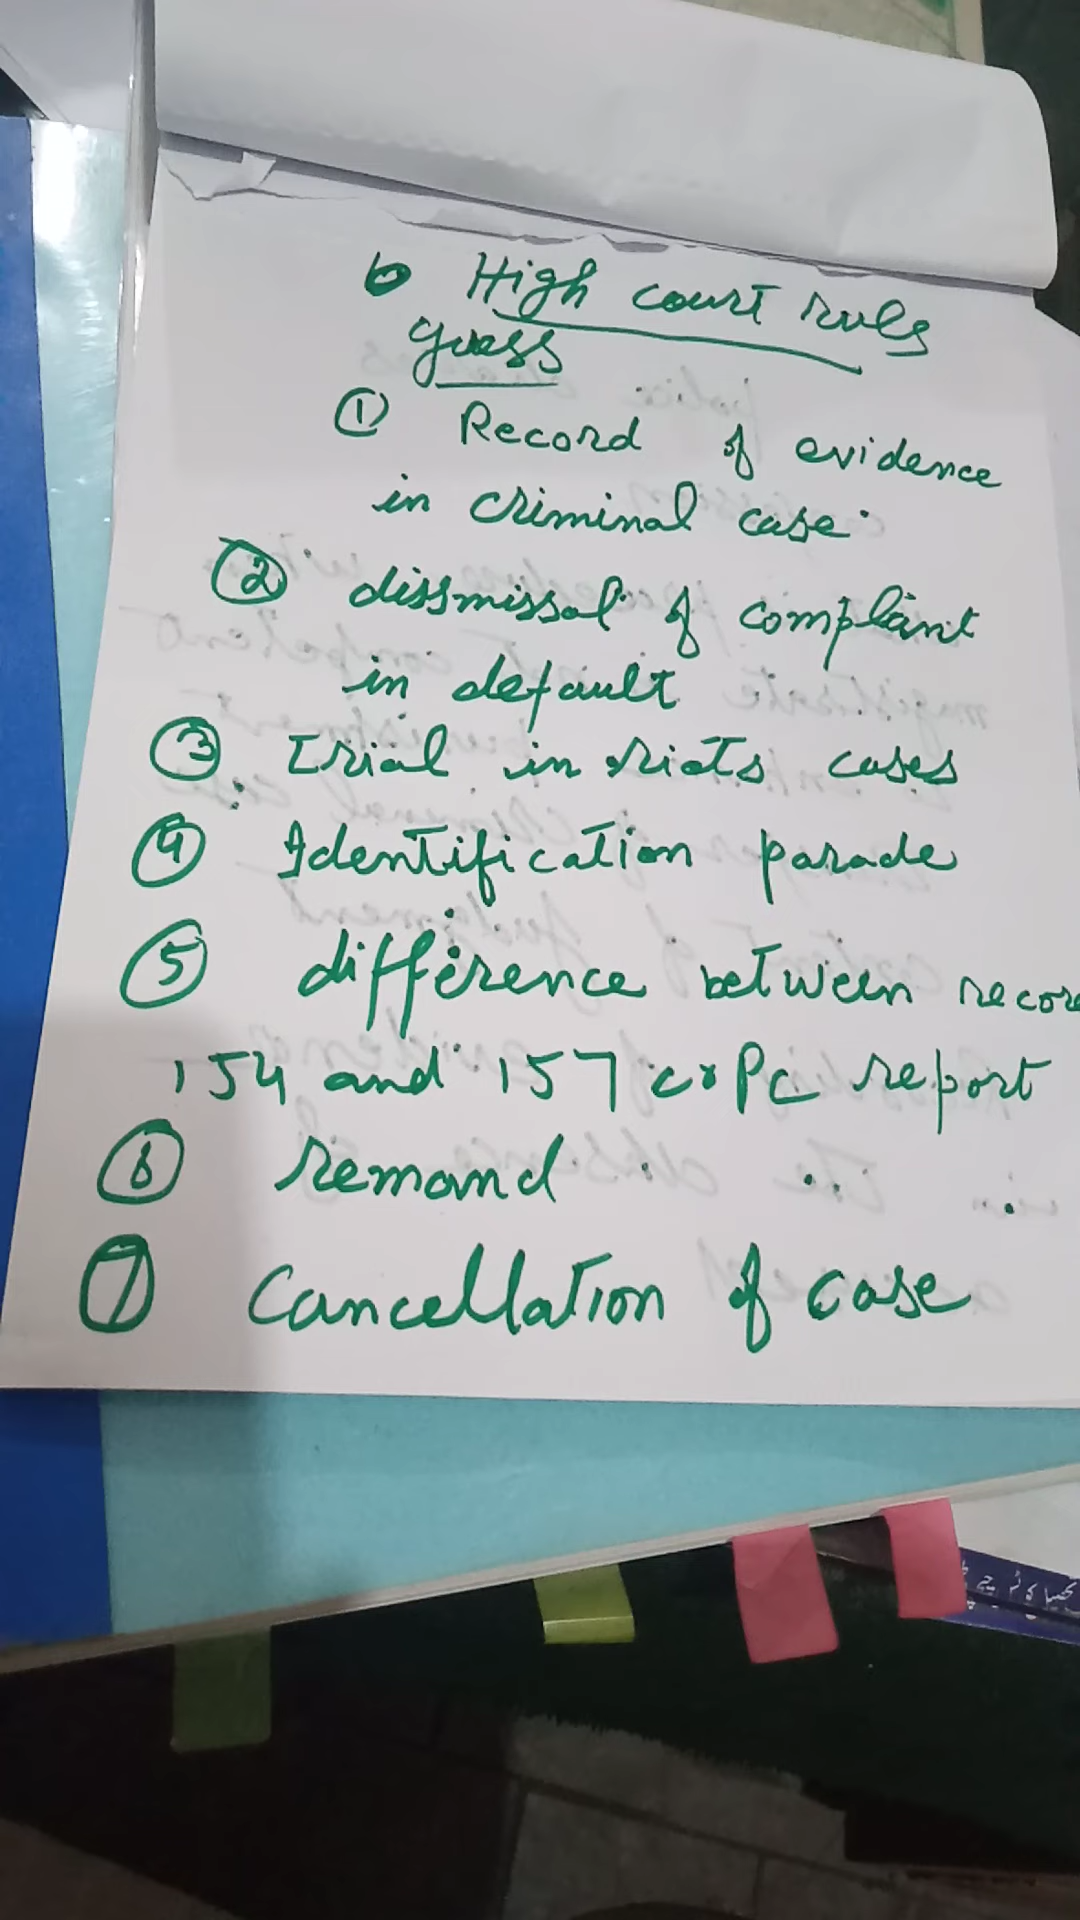 High court rules
guess
① Record of evidence
in criminal case
② dissmissal of complaint
in default
③ Trial in riots cases
④ Identification parade
⑤ difference between recor
154 and 157 crPc report
⑥ remand
⑦ Cancellation of case